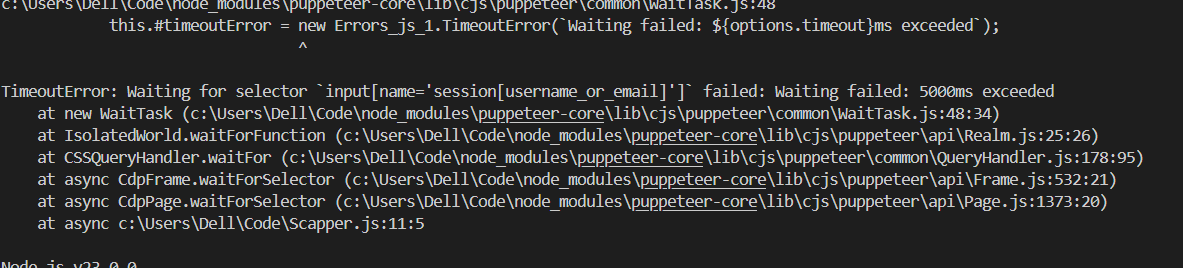 c:\Users\Dell\Code\node_modules\puppeteer-core\lib\cjs\puppeteer\common\WaitTask.js:48
this.#timeoutError = new Errors_js_1.TimeoutError(`Waiting failed: ${options.timeout}ms exceeded`);
^
TimeoutError: Waiting for selector `input[name='session[username_or_email]']` failed: Waiting failed: 5000ms exceeded
at new WaitTask (c:\Users\Dell\Code\node_modules\puppeteer-core\lib\cjs\puppeteer\common\WaitTask.js:48:34)
at IsolatedWorld.waitForFunction (c:\Users\Dell\Code\node_modules\puppeteer-core\lib\cjs\puppeteer\api\Realm.js:25:26)
at CSSQueryHandler.waitFor (c:\Users\Dell\Code\node_modules\puppeteer-core\lib\cjs\puppeteer\common\QueryHandler.js:178:95)
at async CdpFrame.waitForSelector (c:\Users\Dell\Code\node_modules\puppeteer-core\lib\cjs\puppeteer\api\Frame.js:532:21)
at async CdpPage.waitForSelector (c:\Users\Dell\Code\node_modules\puppeteer-core\lib\cjs\puppeteer\api\Page.js:1373:20)
at async c:\Users\Dell\Code\Scapper.js:11:5
Node.js v23.0.0